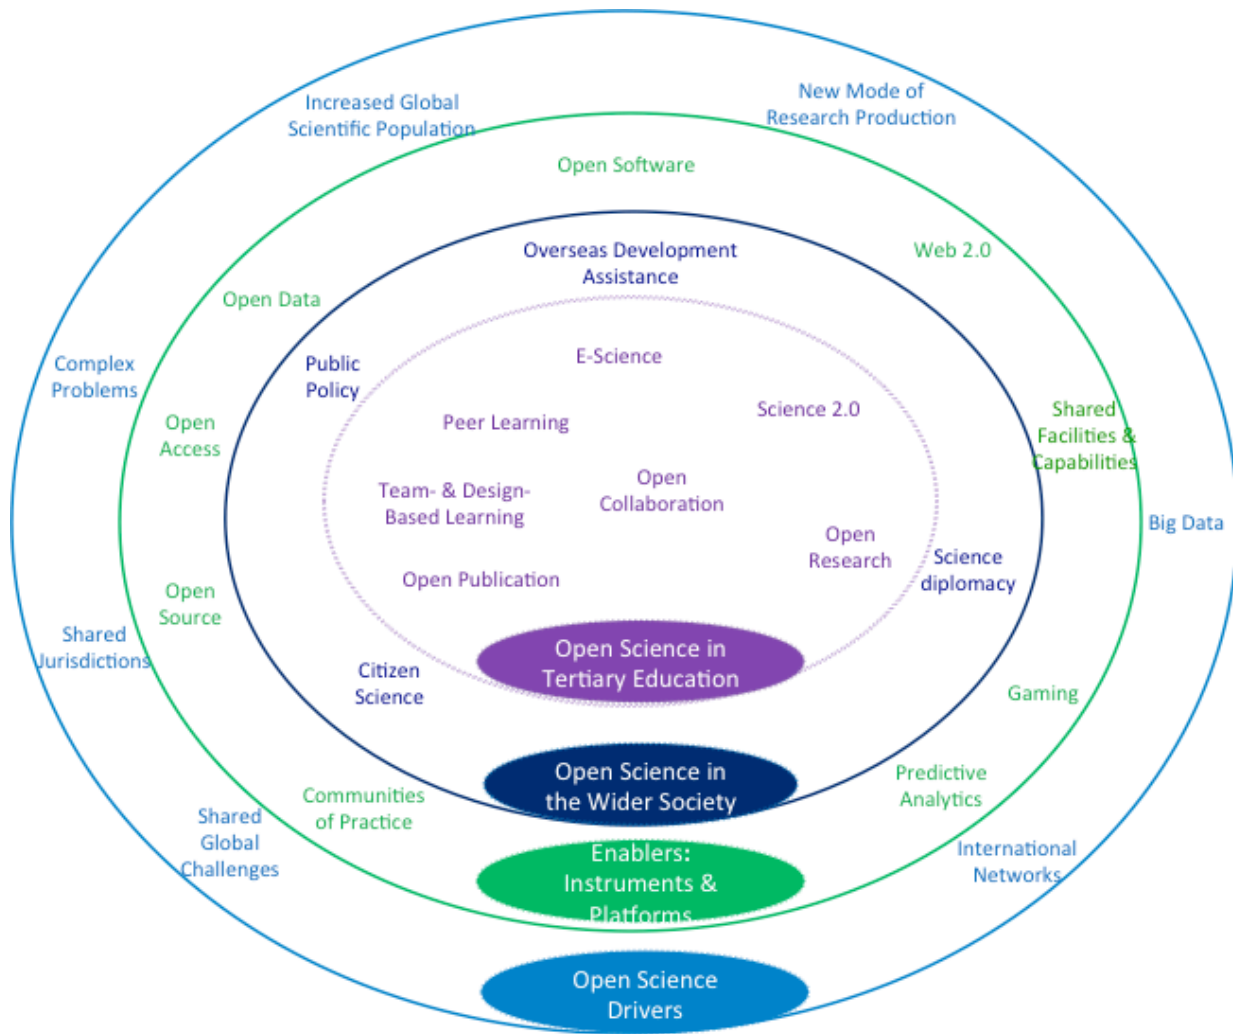 Increased Global
Scientific Population
New Mode of
Research Production
Open Software
Overseas Development
Assistance
Web 2.0
Open Data
Public
Policy
Complex
Problems
E-Science
Science 2.0
Peer Learning
Open
Access
Shared
Facilities &
Capabilities
Team- & Design-
Based Learning
Open
Collaboration
Big Data
Open
Research
Science
diplomacy
Open Publication
Open
Source
Shared
Jurisdictions
Open Science in
Tertiary Education
Citizen
Science
Gaming
Open Science in
the Wider Society
Predictive
Analytics
Communities
of Practice
Shared
Global
Challenges
International
Networks
Enablers:
Instruments &
Platforms
Open Science
Drivers